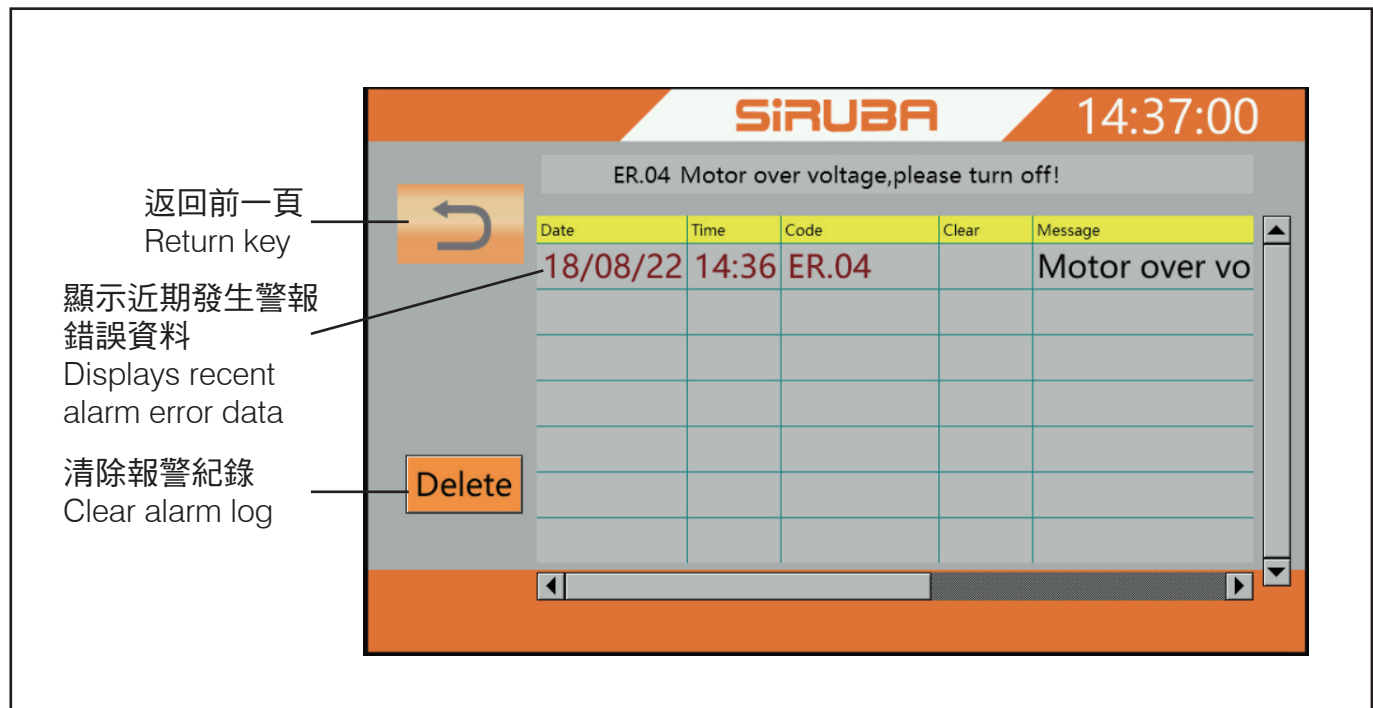 SiRUBA
14:37:00
ER.04 Motor over voltage,please turn off!
返回前一頁
Return key
Date Time Code Clear Message
18/08/22 14:36 ER.04 Motor over vo
顯示近期發生警報
錯誤資料
Displays recent
alarm error data
清除報警紀錄
Clear alarm log
Delete